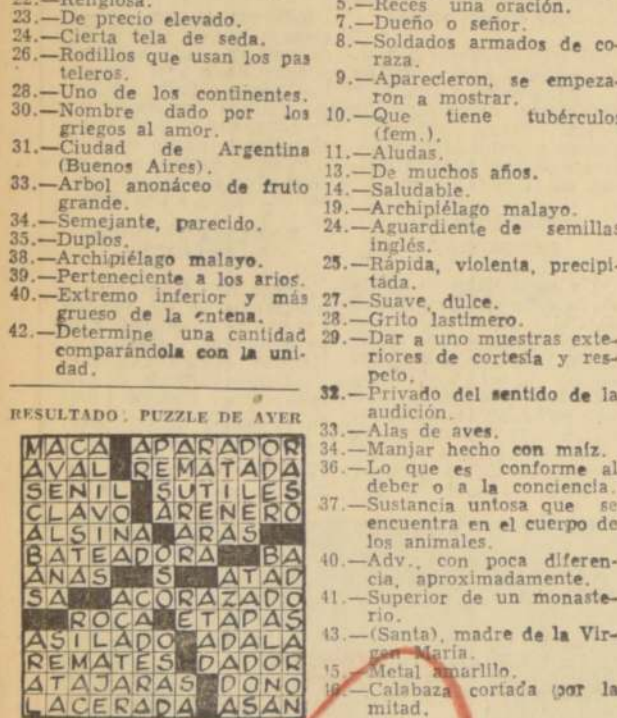 22.—Religiosa.
23.—De precio elevado.
24.—Cierta tela de seda.
26.—Rodillos que usan los pas
teleros.
28.—Uno de los continentes.
30.—Nombre dado por los
griegos al amor.
31.—Ciudad de Argentina
(Buenos Aires).
33.—Arbol anonáceo de fruto
grande.
34.—Semejante, parecido.
35.—Duplos.
38.—Archipiélago malayo.
39.—Perteneciente a los arios.
40.—Extremo inferior y más
grueso de la entena.
42.—Determine una cantidad
comparándola con la uni-
dad.
RESULTADO. PUZZLE DE AYER
MACA APARADOR
AVAL REMATADA
SENIL SUTILES
CLAVO ARENERO
ALSINA ARAS
BATEADORA BA
ANAS S ATAD
SA ACORAZADO
ROCA ETAPAS
ASILADO ADALA
REMATES DADOR
ATAJARAS DONO
LACERADA ASAN
5.—Reces una oración.
7.—Dueño o señor.
8.—Soldados armados de co-
raza.
9.—Aparecieron, se empeza-
ron a mostrar.
10.—Que tiene tubérculos
(fem.).
11.—Aludas.
13.—De muchos años.
14.—Saludable.
19.—Archipiélago malayo.
24.—Aguardiente de semillas
inglés.
25.—Rápida, violenta, precipi-
tada.
27.—Suave, dulce.
28.—Grito lastimero.
29.—Dar a uno muestras exte-
riores de cortesía y res-
peto.
32.—Privado del sentido de la
audición.
33.—Alas de aves.
34.—Manjar hecho con maíz.
36.—Lo que es conforme al
deber o a la conciencia.
37.—Sustancia untosa que se
encuentra en el cuerpo de
los animales.
40.—Adv., con poca diferen-
cia, aproximadamente.
41.—Superior de un monaste-
rio.
43.—(Santa), madre de la Vir-
gen María.
45.—Metal amarillo.
46.—Calabaza cortada (por la
mitad.